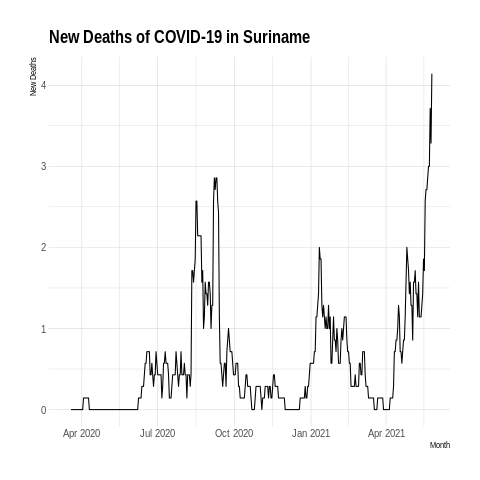 New Deaths of COVID-19 in Suriname
New Deaths
4
3
2
1
0
Apr 2020 Jul 2020 Oct 2020 Jan 2021 Apr 2021
Month